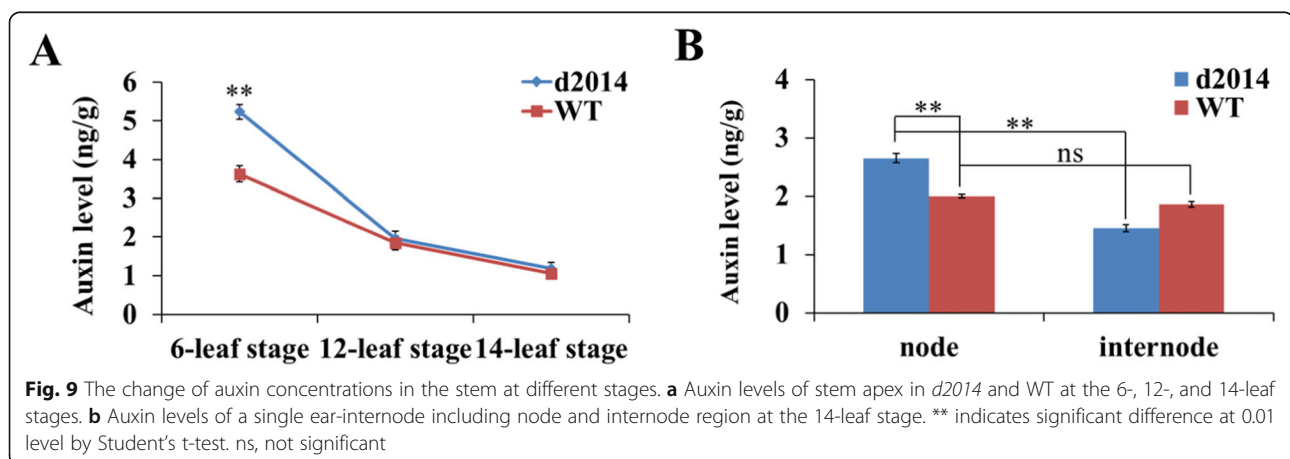 A
Auxin level (ng/g)
6
5
4
3
2
1
0
**
d2014
WT
6-leaf stage 12-leaf stage 14-leaf stage
B
Auxin level (ng/g)
4
3
2
1
0
d2014
WT
**
**
ns
node internode
Fig. 9 The change of auxin concentrations in the stem at different stages. a Auxin levels of stem apex in d2014 and WT at the 6-, 12-, and 14-leaf
stages. b Auxin levels of a single ear-internode including node and internode region at the 14-leaf stage. ** indicates significant difference at 0.01
level by Student’s t-test. ns, not significant